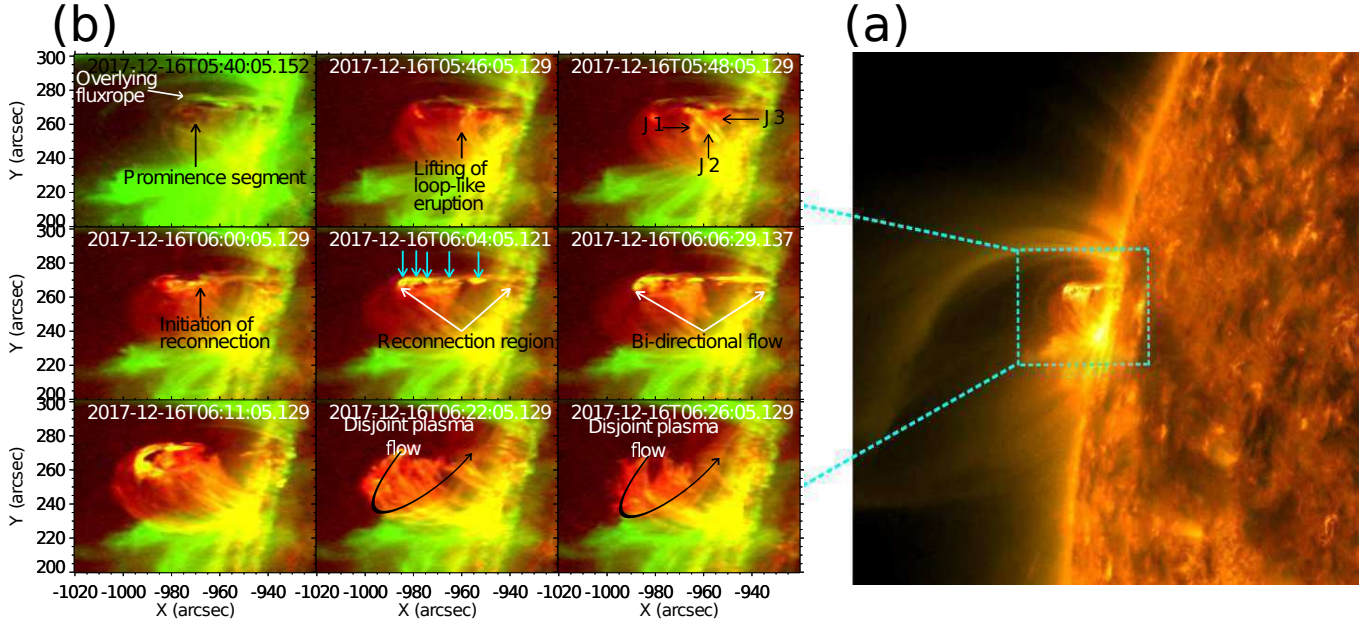 (b)
(a)
2017-12-16T05:40:05.152
2017-12-16T05:46:05.129
2017-12-16T05:48:05.129
Overlying
fluxrope
Prominence segment
Lifting of
loop-like
eruption
J1
J2
J3
300
280
260
240
220
200
Y (arcsec)
2017-12-16T06:00:05.129
2017-12-16T06:04:05.121
2017-12-16T06:06:29.137
Initiation of
reconnection
Reconnection region
Bi-directional flow
300
280
260
240
220
200
Y (arcsec)
2017-12-16T06:11:05.129
2017-12-16T06:22:05.129
2017-12-16T06:26:05.129
Disjoint plasma
flow
Disjoint plasma
flow
300
280
260
240
220
200
Y (arcsec)
-1020 -1000 -980 -960 -940
-1020 -1000 -980 -960 -940
-1020 -1000 -980 -960 -940
X (arcsec)
X (arcsec)
X (arcsec)